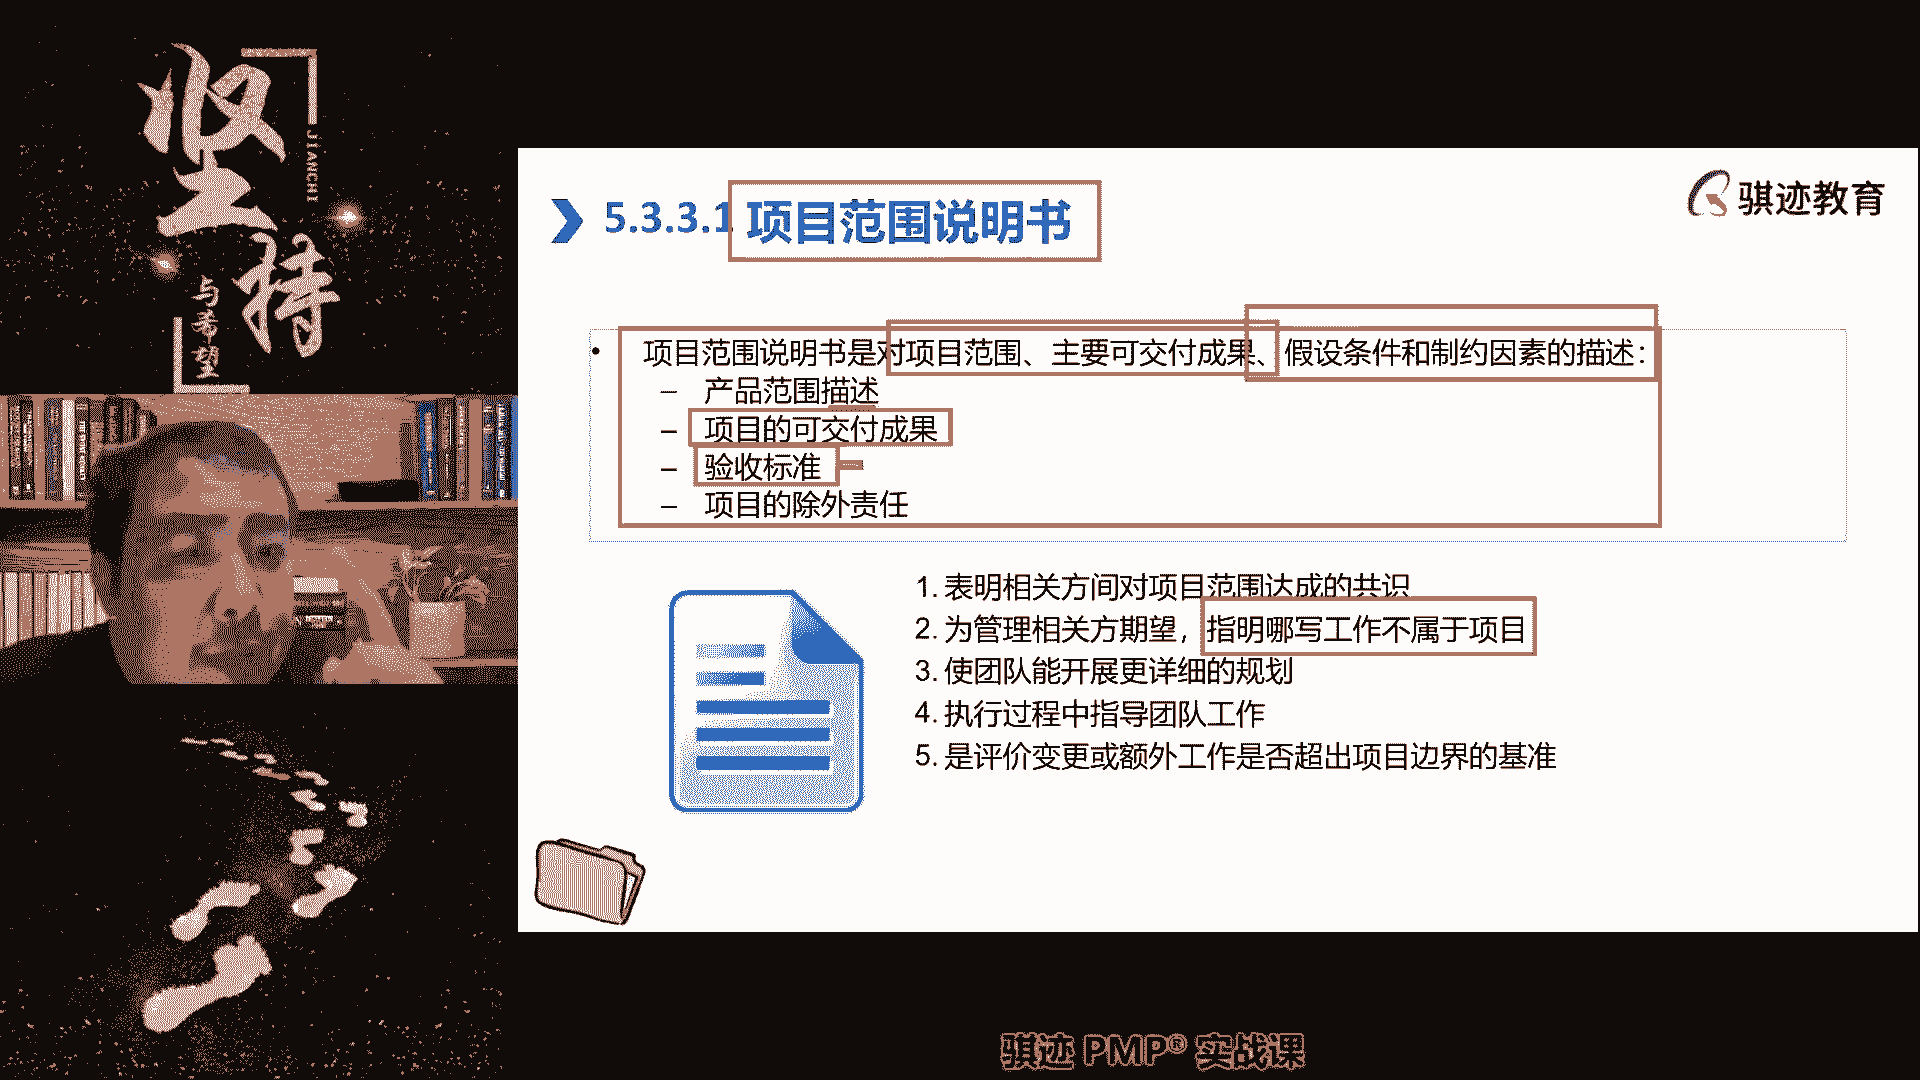 坚持
JIANCHI
与希望
骐迹教育
5.3.3.1 项目范围说明书
• 项目范围说明书是对项目范围、主要可交付成果、假设条件和制约因素的描述：
– 产品范围描述
– 项目的可交付成果
– 验收标准
– 项目的除外责任
1. 表明相关方间对项目范围达成的共识
2. 为管理相关方期望，指明哪写工作不属于项目
3. 使团队能开展更详细的规划
4. 执行过程中指导团队工作
5. 是评价变更或额外工作是否超出项目边界的基准
骐迹 PMP® 实战课